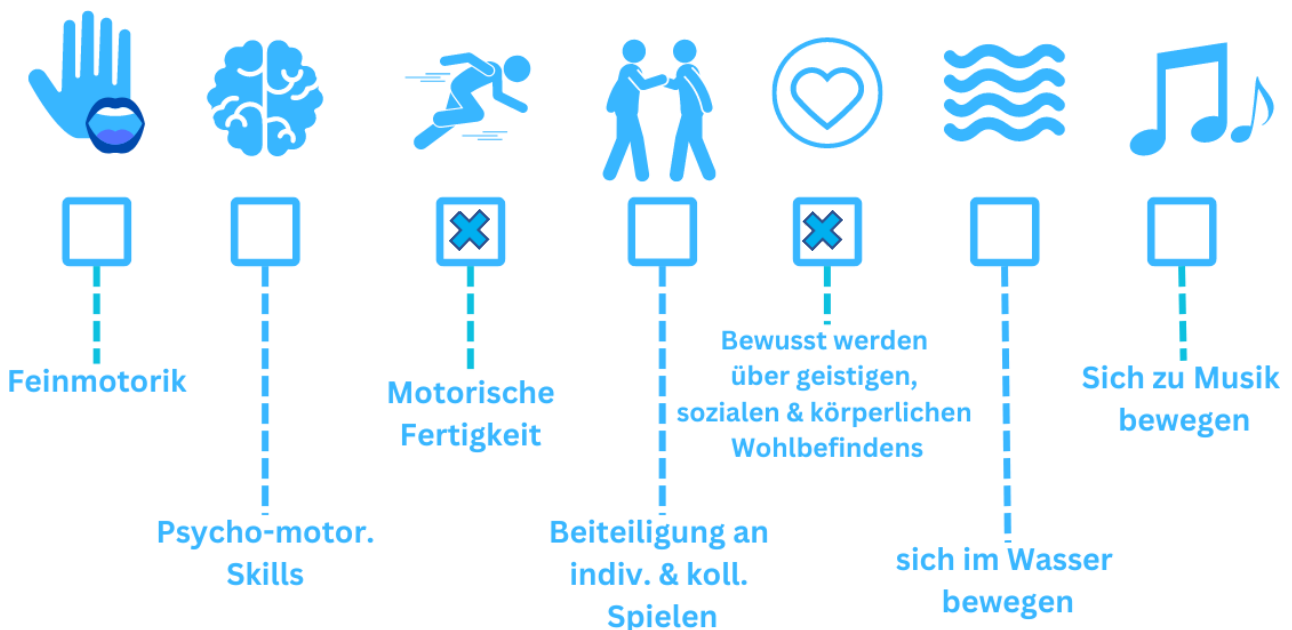 Feinmotorik
Psycho-motor.
Skills
Motorische
Fertigkeit
Beiteiligung an
indiv. & koll.
Spielen
Bewusst werden
über geistigen,
sozialen & körperlichen
Wohlbefindens
sich im Wasser
bewegen
Sich zu Musik
bewegen